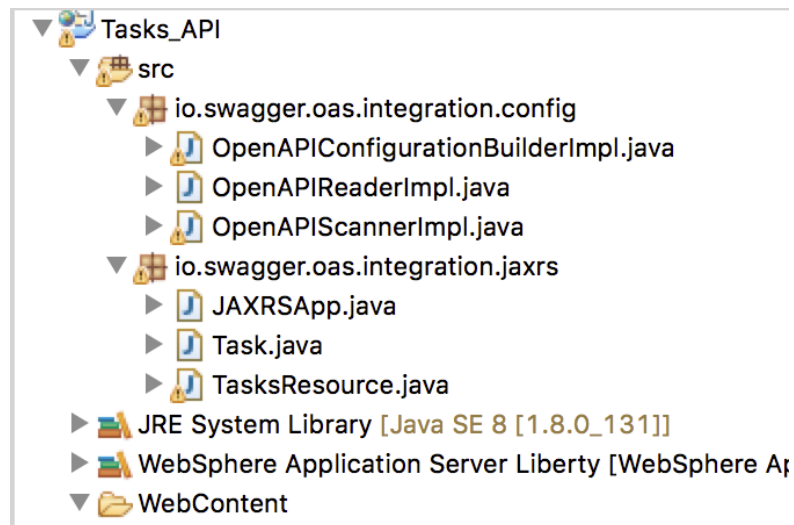 Tasks_API
src
io.swagger.oas.integration.config
OpenAPIConfigurationBuilderImpl.java
OpenAPIReaderImpl.java
OpenAPIScannerImpl.java
io.swagger.oas.integration.jaxrs
JAXRSApp.java
Task.java
TasksResource.java
JRE System Library [Java SE 8 [1.8.0_131]]
WebSphere Application Server Liberty [WebSphere Ap
WebContent